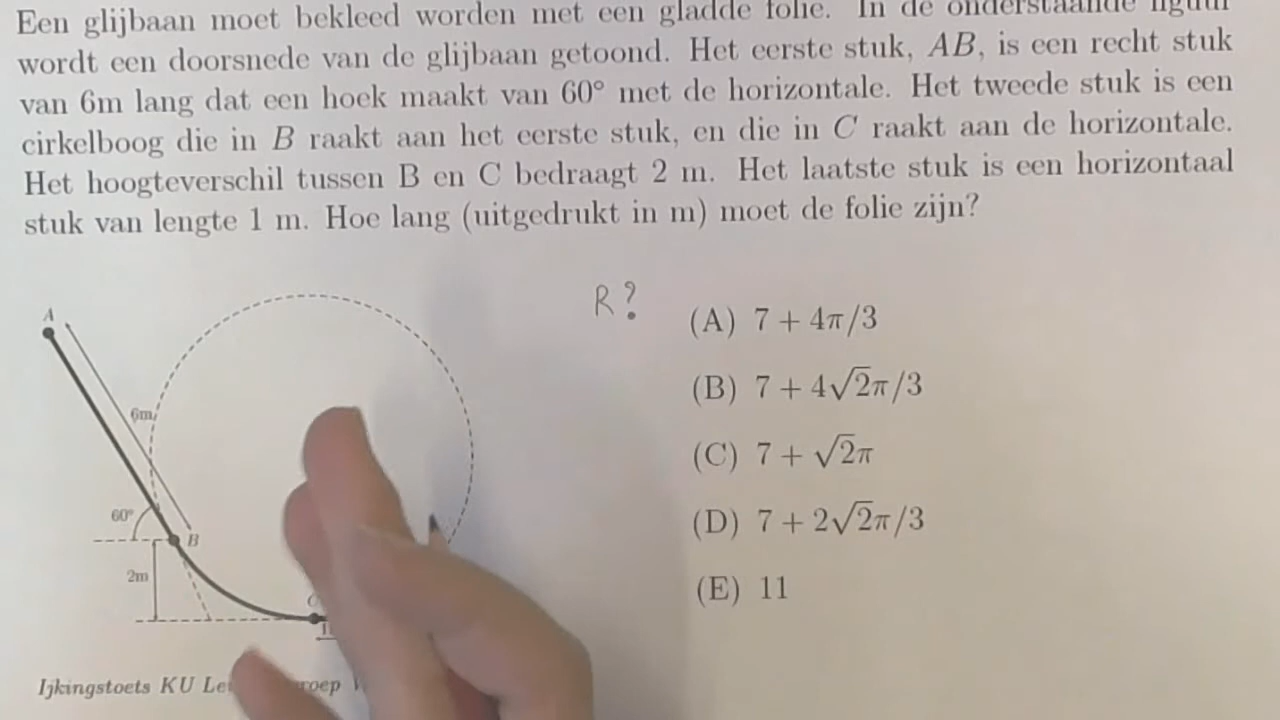 Een glijbaan moet bekleed worden met een gladde folie. In de onderstaande figuur
wordt een doorsnede van de glijbaan getoond. Het eerste stuk, AB, is een recht stuk
van 6m lang dat een hoek maakt van 60° met de horizontale. Het tweede stuk is een
cirkelboog die in B raakt aan het eerste stuk, en die in C raakt aan de horizontale.
Het hoogteverschil tussen B en C bedraagt 2 m. Het laatste stuk is een horizontaal
stuk van lengte 1 m. Hoe lang (uitgedrukt in m) moet de folie zijn?
R?
(A) 7 + 4π/3
(B) 7 + 4√2π/3
(C) 7 + √2π
(D) 7 + 2√2π/3
(E) 11
A
6m
60°
B
2m
C
Ijkingstoets KU